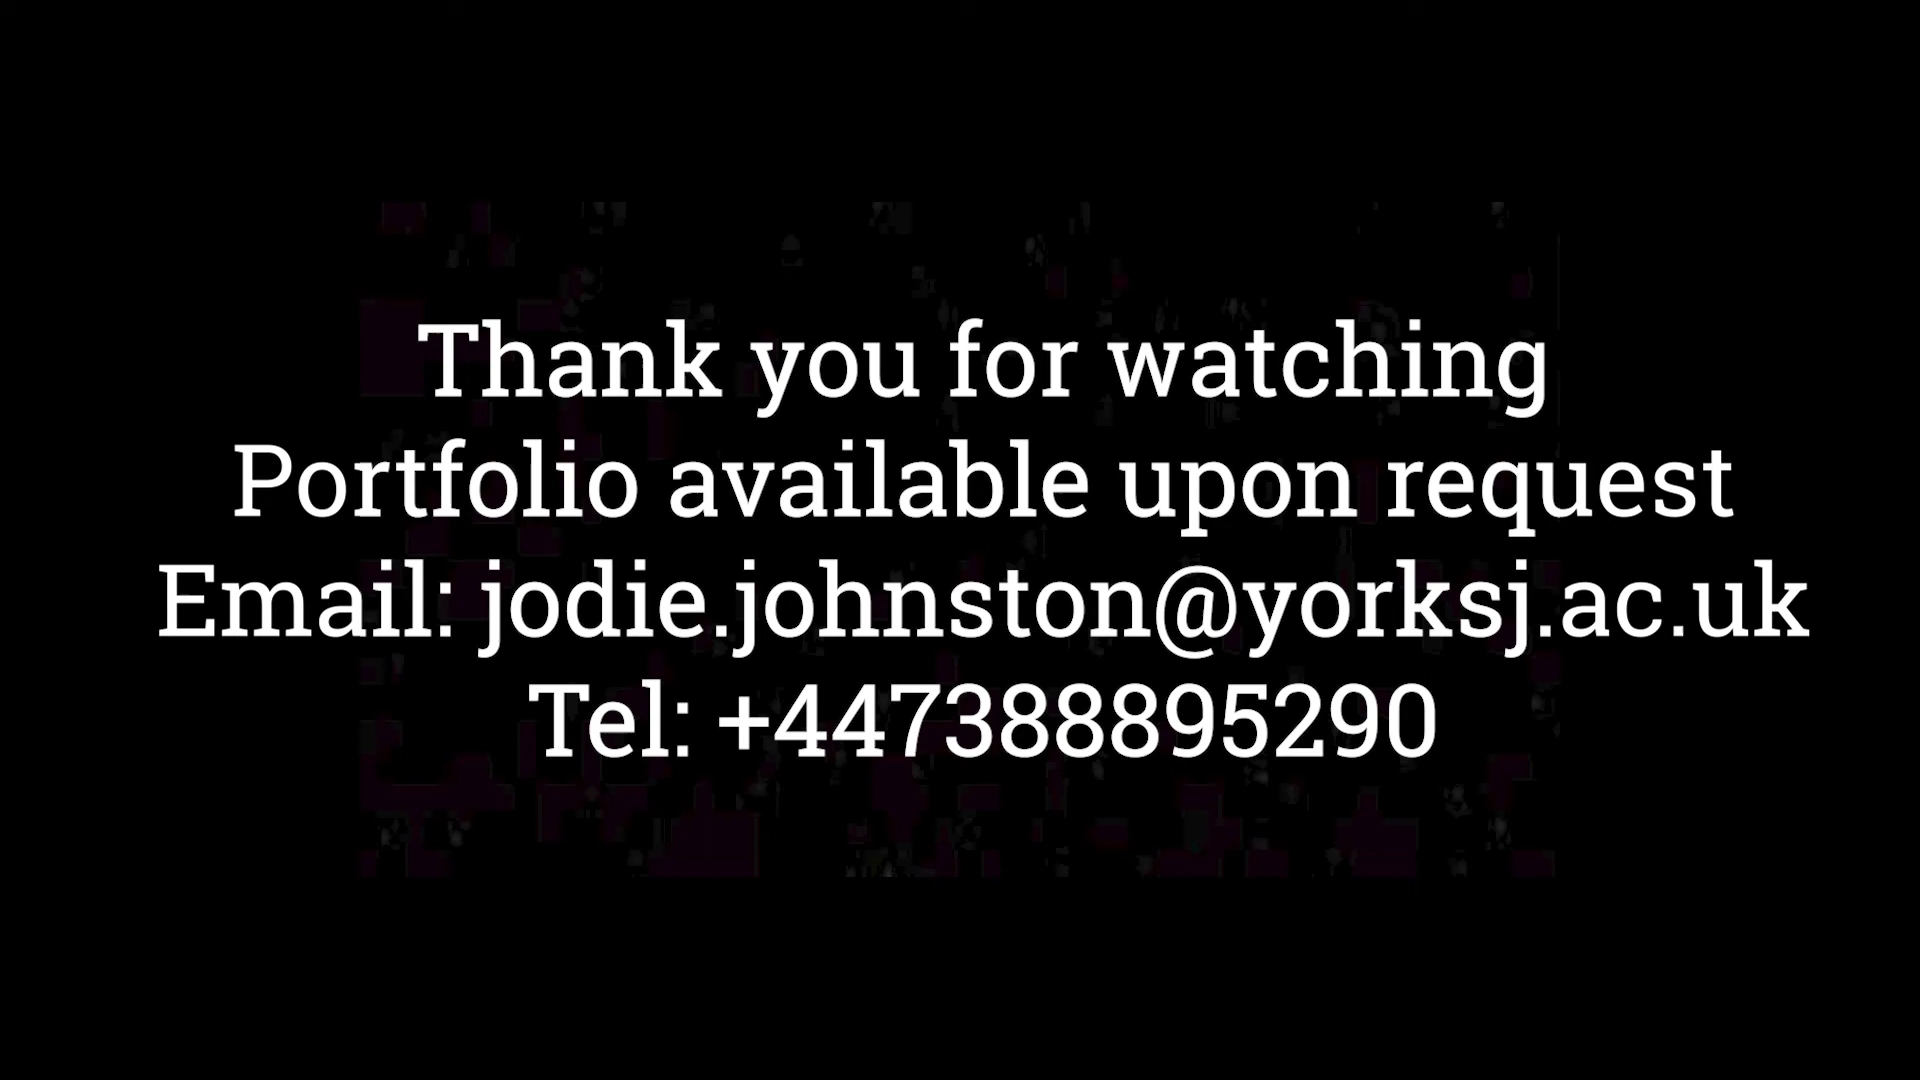 Thank you for watching
Portfolio available upon request
Email: jodie.johnston@yorksj.ac.uk
Tel: +447388895290